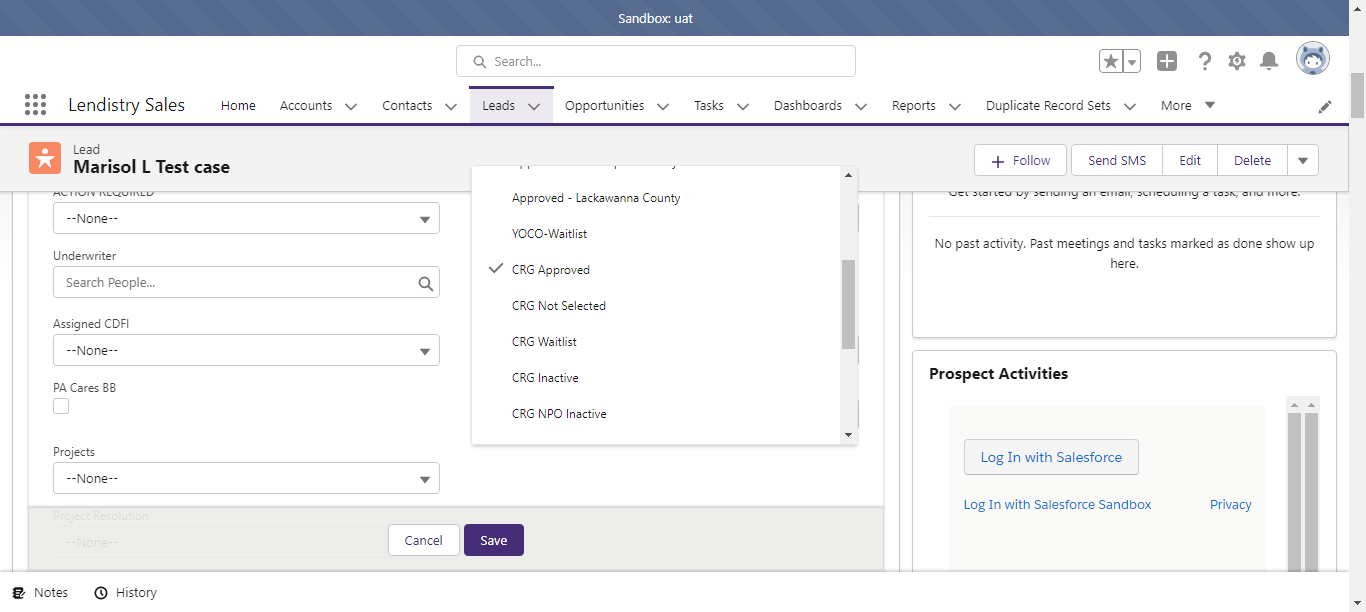 Sandbox: uat
Search...
Lendistry Sales
Home
Accounts
Contacts
Leads
Opportunities
Tasks
Dashboards
Reports
Duplicate Record Sets
More
Lead
Marisol L Test case
Follow
Send SMS
Edit
Delete
ACTION REQUIRED
--None--
Underwriter
Search People...
Assigned CDFI
--None--
PA Cares BB
Projects
--None--
Project Resolution
--None--
Approved - Lackawanna County
YOCO-Waitlist
CRG Approved
CRG Not Selected
CRG Waitlist
CRG Inactive
CRG NPO Inactive
Cancel
Save
Get started by sending an email, scheduling a task, and more.
No past activity. Past meetings and tasks marked as done show up
here.
Prospect Activities
Log In with Salesforce
Log In with Salesforce Sandbox
Privacy
Notes
History